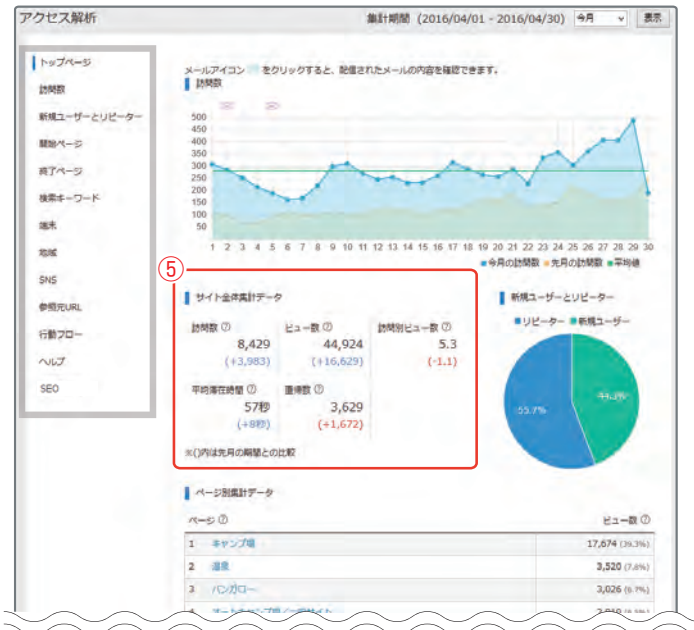 アクセス解析
集計期間 (2016/04/01 - 2016/04/30) 今月 表示
トップページ
訪問数
新規ユーザーとリピーター
開始ページ
終了ページ
検索キーワード
端末
地域
SNS
参照元URL
行動フロー
ヘルプ
SEO
メールアイコン をクリックすると、配信されたメールの内容を確認できます。
訪問数
500
450
400
350
300
250
200
150
100
50
1 2 3 4 5 6 7 8 9 10 11 12 13 14 15 16 17 18 19 20 21 22 23 24 25 26 27 28 29 30
今月の訪問数 先月の訪問数 平均値
⑤
サイト全体集計データ
訪問数 ? ビュー数 ? 訪問別ビュー数 ?
8,429 44,924 5.3
(+3,983) (+16,629) (-1.1)
平均滞在時間 ? 直帰数 ?
57秒 3,629
(+8秒) (+1,672)
※()内は先月の期間との比較
新規ユーザーとリピーター
リピーター 新規ユーザー
55.7% 44.3%
ページ別集計データ
ページ ? ビュー数 ?
1 キャンプ場 17,674 (39.3%)
2 温泉 3,520 (7.8%)
3 バンガロー 3,026 (6.7%)